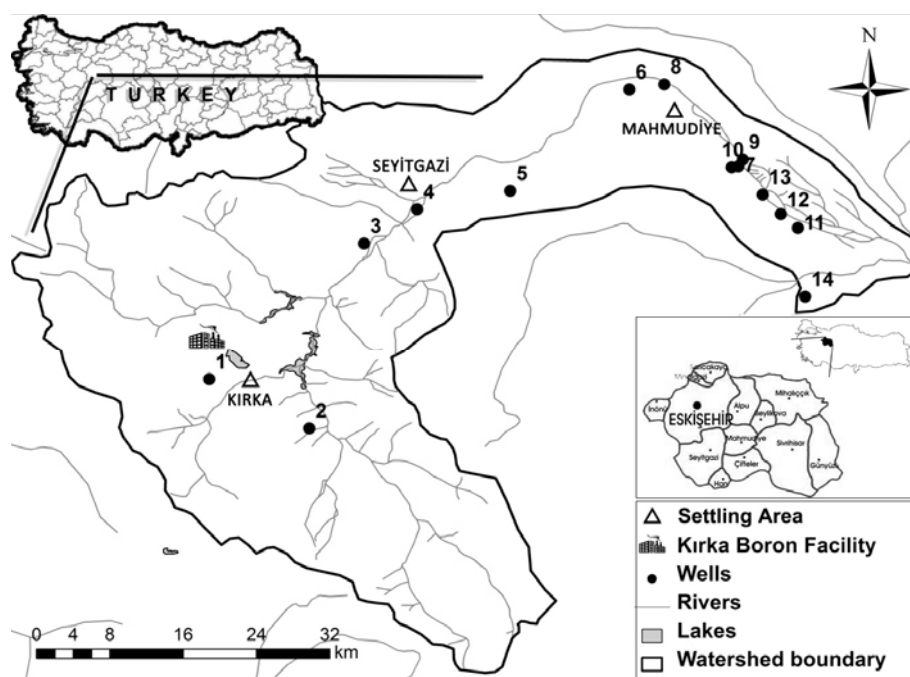 N
TURKEY
6
8
MAHMUDİYE
SEYİTGAZİ
10
9
7
5
4
13
12
3
11
14
1
KIRKA
2
Mihalıççık
İnönü
Alpu
ESKİŞEHİR
Beylikova
Mahmudiye
Sivrihisar
Seyitgazi
Çifteler
Günyüzü
Han
Settling Area
Kırka Boron Facility
Wells
Rivers
Lakes
Watershed boundary
0 4 8 16 24 32
km